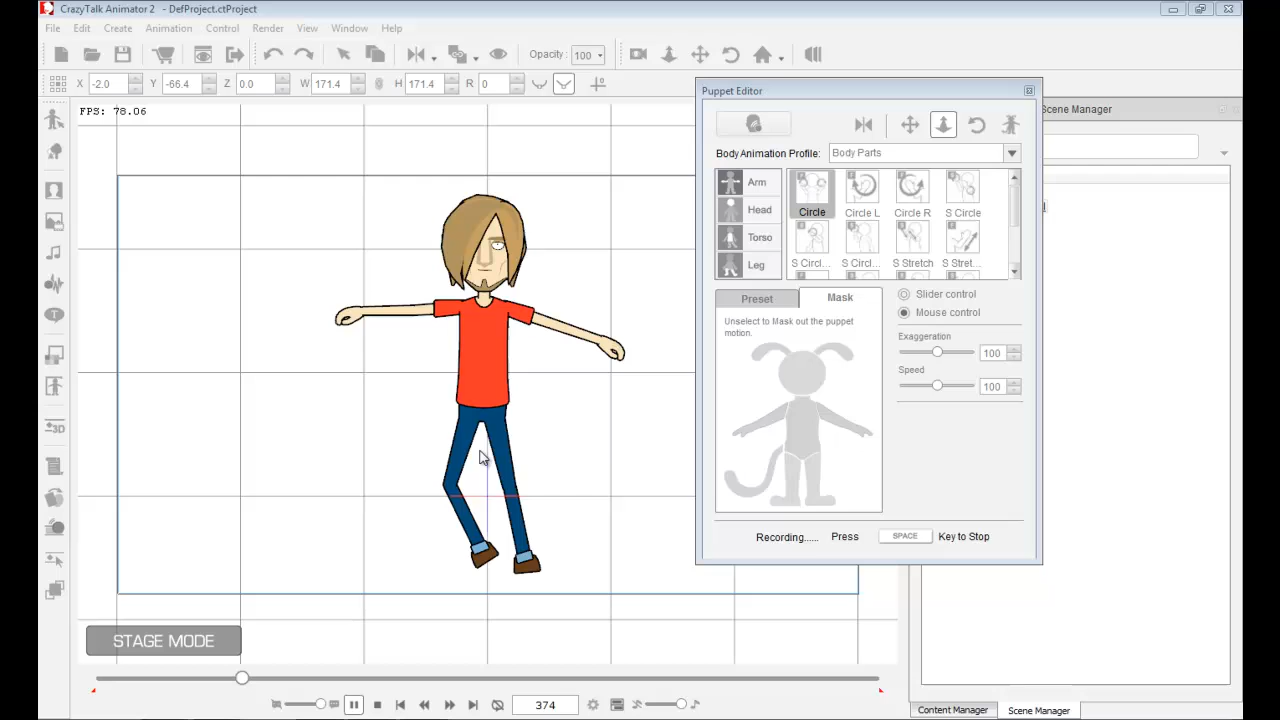 CrazyTalk Animator 2 - DefProject.ctProject
File Edit Create Animation Control Render View Window Help
Opacity: 100
X -2.0 Y -66.4 Z 0.0 W 171.4 H 171.4 R 0
FPS: 78.06
Puppet Editor
Scene Manager
Body Animation Profile: Body Parts
Arm
Head
Torso
Leg
Circle Circle L Circle R S Circle
S Circl... S Circl... S Stretch S Stret...
Preset Mask
Unselect to Mask out the puppet
motion.
Slider control
Mouse control
Exaggeration
100
Speed
100
Recording...... Press SPACE Key to Stop
STAGE MODE
374
Content Manager Scene Manager